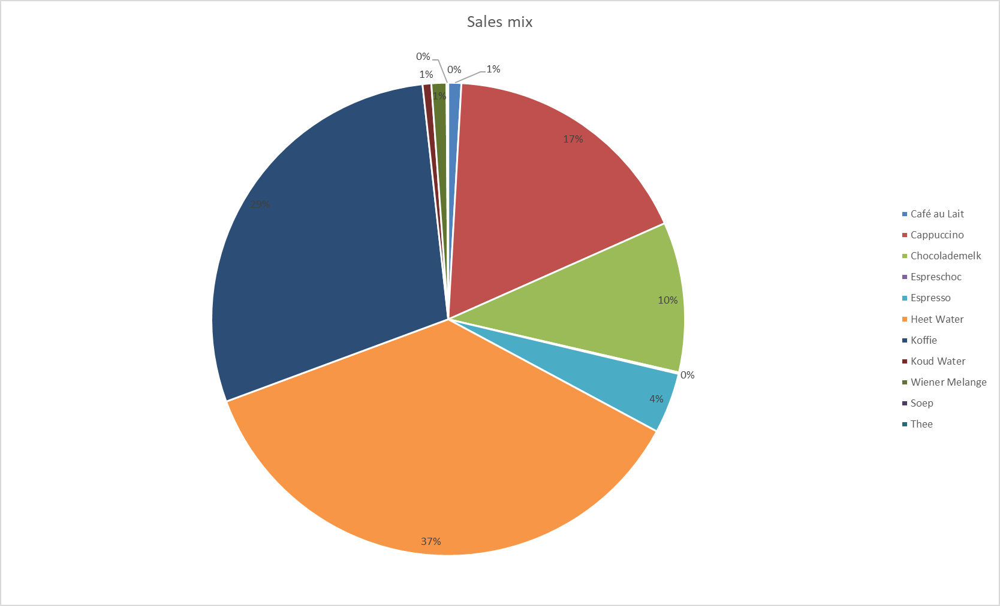 Sales mix
0%
0%
1%
1%
1%
17%
29%
10%
0%
4%
37%
Café au Lait
Cappuccino
Chocolademelk
Espreschoc
Espresso
Heet Water
Koffie
Koud Water
Wiener Melange
Soep
Thee